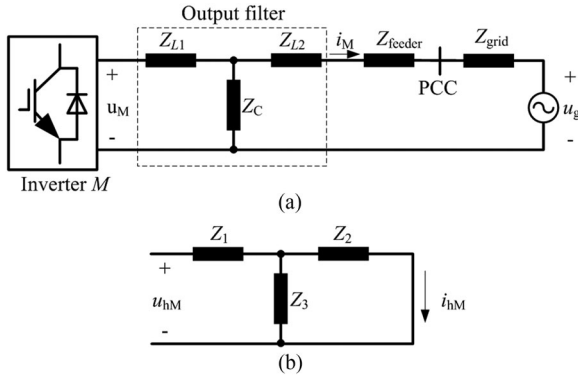 Output filter
Z_L1
Z_L2
i_M
Z_feeder
Z_grid
+
u_M
-
Z_C
PCC
+
u_g
-
Inverter M
(a)
Z_1
Z_2
+
u_hM
-
Z_3
i_hM
(b)